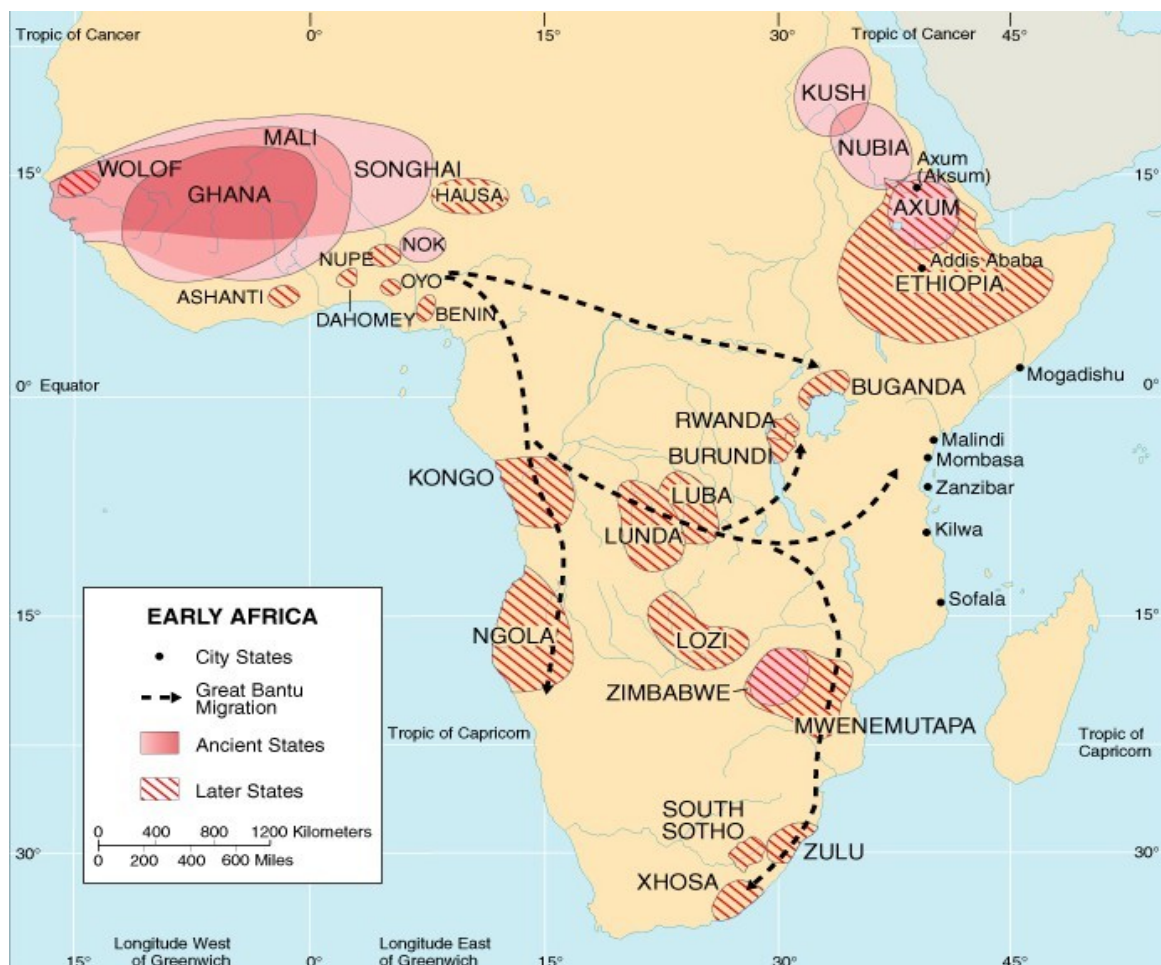 Tropic of Cancer
0°
15°
30°
Tropic of Cancer
45°
KUSH
MALI
NUBIA
15°
WOLOF
SONGHAI
Axum
(Aksum)
15°
GHANA
HAUSA
AXUM
NOK
NUPE
Addis Ababa
OYO
ETHIOPIA
ASHANTI
DAHOMEY
BENIN
Mogadishu
0° Equator
BUGANDA
0°
RWANDA
Malindi
BURUNDI
Mombasa
KONGO
LUBA
Zanzibar
LUNDA
Kilwa
Sofala
15°
15°
NGOLA
LOZI
ZIMBABWE
MWENEMUTAPA
Tropic of Capricorn
Tropic of
Capricorn
SOUTH
SOTHO
ZULU
30°
30°
XHOSA
EARLY AFRICA
City States
Great Bantu
Migration
Ancient States
Later States
0 400 800 1200 Kilometers
0 200 400 600 Miles
Longitude West
of Greenwich
Longitude East
of Greenwich
15°
0°
15°
30°
45°